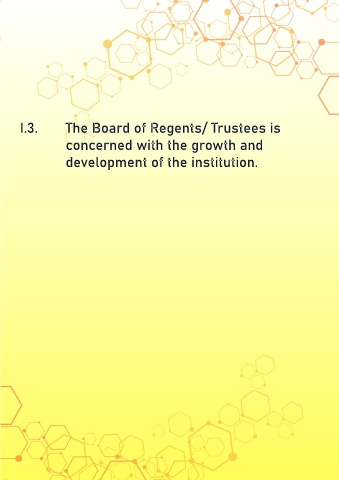 I.3. The Board of Regents/ Trustees is
concerned with the growth and
development of the institution.